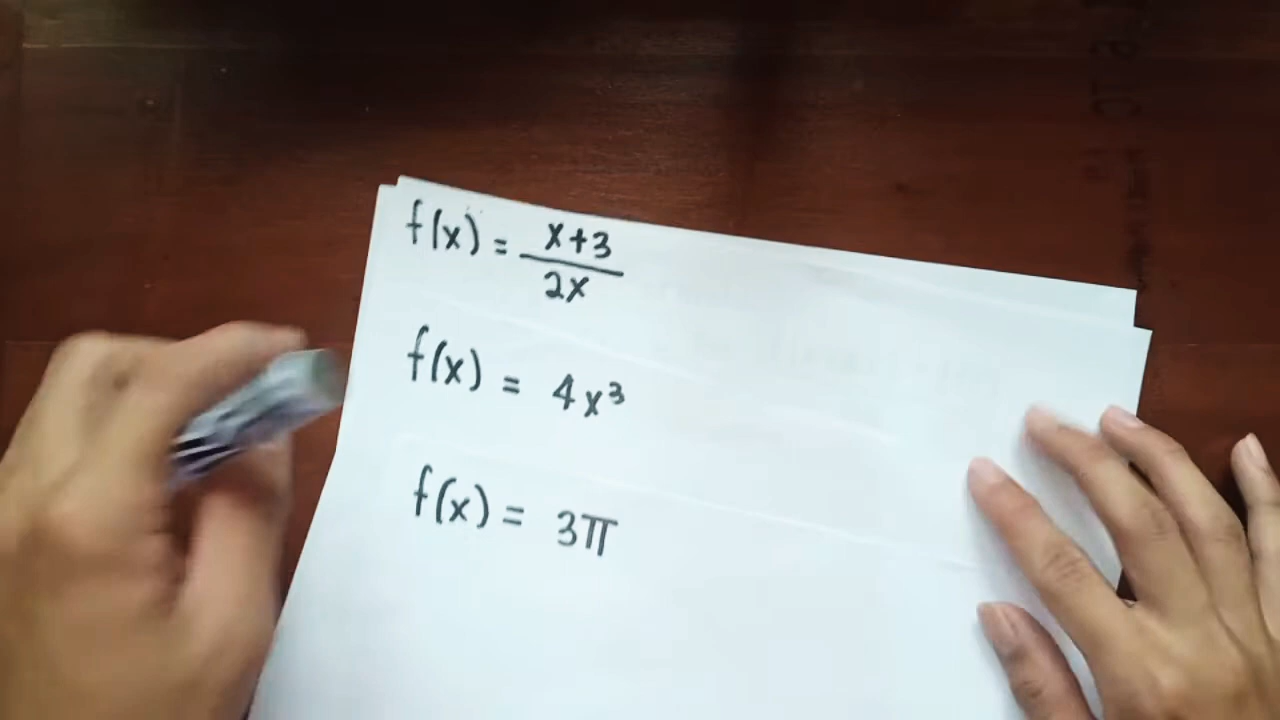 f(x) = x+3 / 2x
f(x) = 4x³
f(x) = 3π